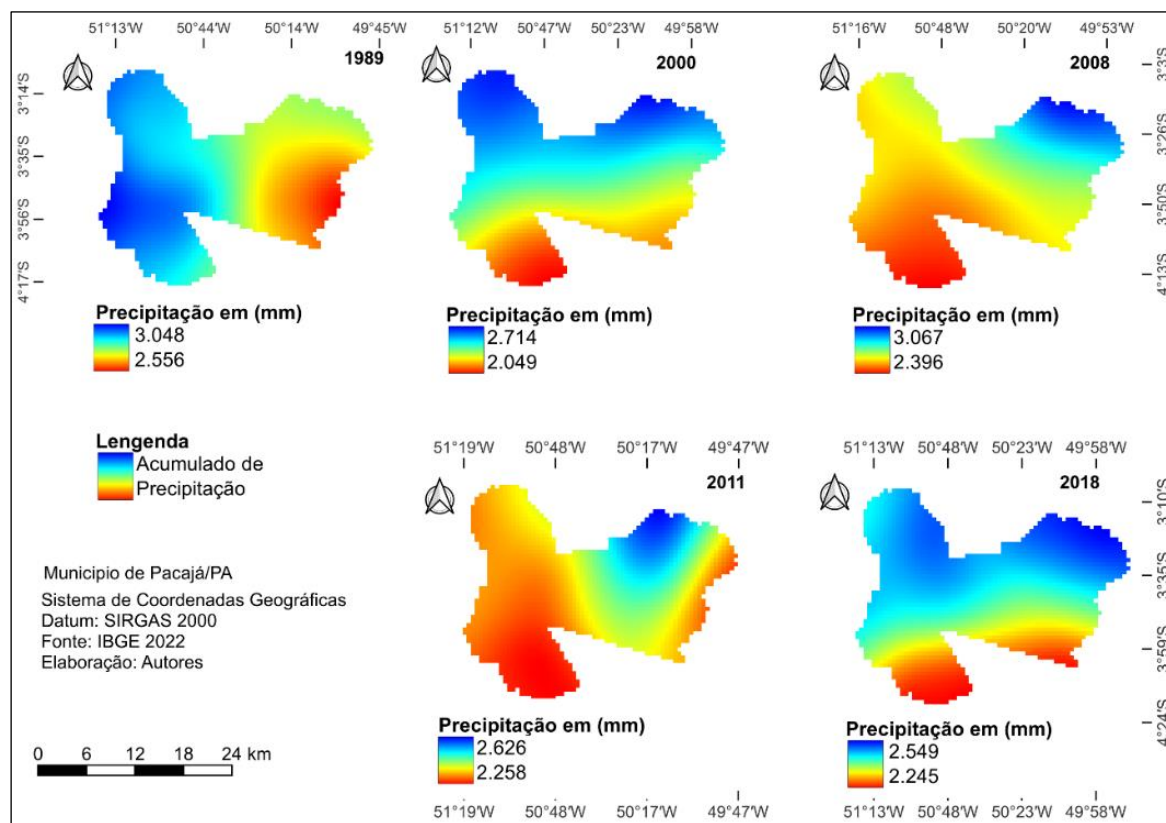 51°13'W 50°44'W 50°14'W 49°45'W
51°12'W 50°47'W 50°23'W 49°58'W
51°16'W 50°48'W 50°20'W 49°53'W
1989
2000
2008
3°14'S
3°35'S
3°56'S
4°17'S
3°3'S
3°26'S
3°50'S
4°13'S
Precipitação em (mm)
3.048
2.556
Precipitação em (mm)
2.714
2.049
Precipitação em (mm)
3.067
2.396
Lengenda
Acumulado de
Precipitação
51°19'W 50°48'W 50°17'W 49°47'W
51°13'W 50°48'W 50°23'W 49°58'W
2011
2018
3°10'S
3°35'S
3°59'S
4°24'S
Municipio de Pacajá/PA
Sistema de Coordenadas Geográficas
Datum: SIRGAS 2000
Fonte: IBGE 2022
Elaboração: Autores
Precipitação em (mm)
2.626
2.258
Precipitação em (mm)
2.549
2.245
0 6 12 18 24 km
51°19'W 50°48'W 50°17'W 49°47'W
51°13'W 50°48'W 50°23'W 49°58'W